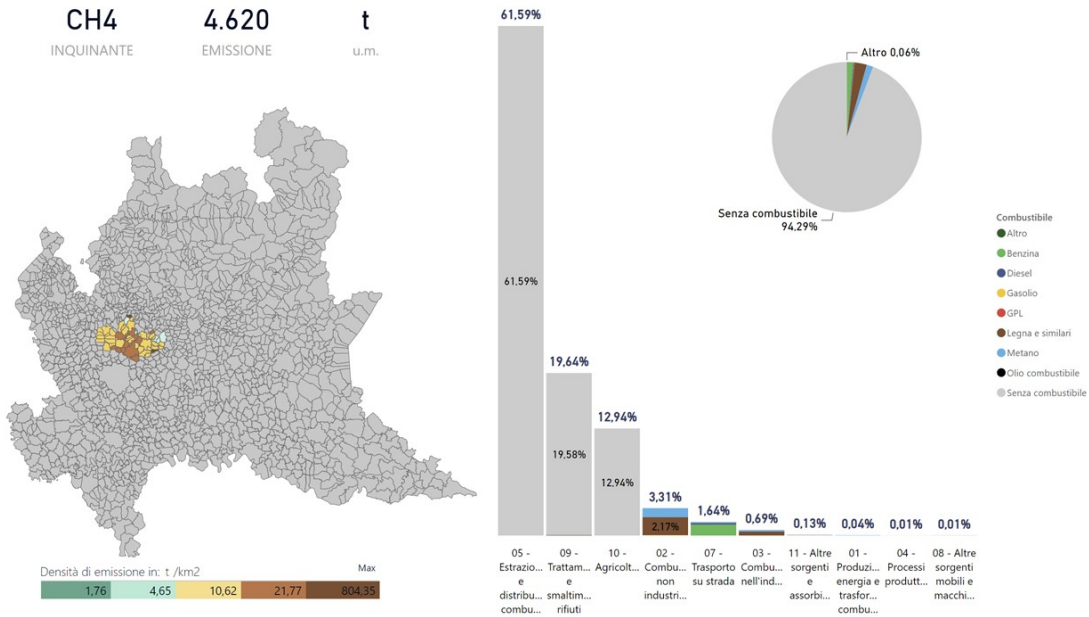 CH4
4.620
t
INQUINANTE
EMISSIONE
u.m.
Densità di emissione in: t /km2
Max
1,76
4,65
10,62
21,77
804,35
61,59%
61,59%
19,64%
19,58%
12,94%
12,94%
3,31%
2,17%
1,64%
0,69%
0,13%
0,04%
0,01%
0,01%
05 -
Estrazio...
e
distribu...
combu...
09 -
Trattam...
e
smaltim...
rifiuti
10 -
Agricolt...
02 -
Combu...
non
industri...
07 -
Trasporto
su strada
03 -
Combu...
nell'ind...
11 - Altre
sorgenti
e
assorbi...
01 -
Produzi...
energia e
trasfor...
combu...
04 -
Processi
produtt...
08 - Altre
sorgenti
mobili e
macchi...
Altro 0,06%
Senza combustibile
94,29%
Combustibile
Altro
Benzina
Diesel
Gasolio
GPL
Legna e similari
Metano
Olio combustibile
Senza combustibile